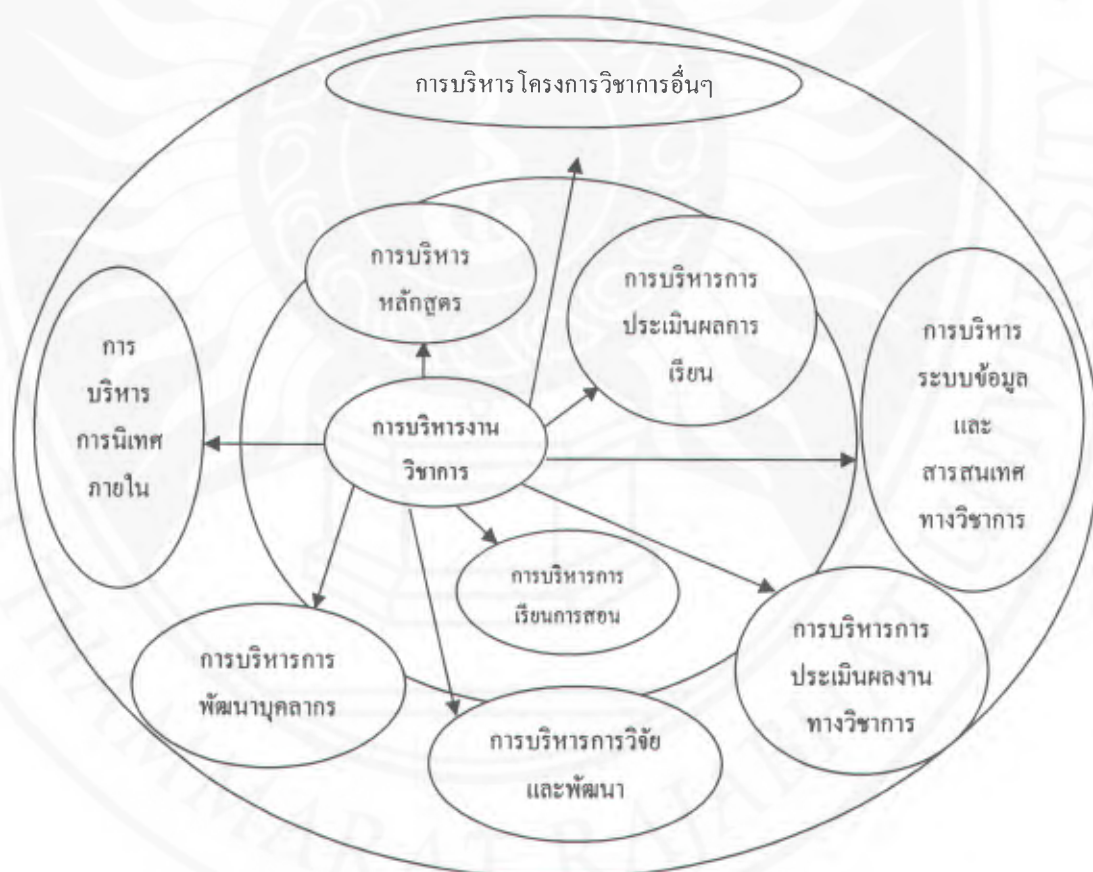 การบริหารโครงการวิชาการอื่นๆ
การบริหาร
หลักสูตร
การบริหารการ
ประเมินผลการ
เรียน
การ
บริหาร
การนิเทศ
ภายใน
การบริหารงาน
วิชาการ
การบริหาร
ระบบข้อมูล
และ
สารสนเทศ
ทางวิชาการ
การบริหารการ
เรียนการสอน
การบริหารการ
พัฒนาบุคลากร
การบริหารการวิจัย
และพัฒนา
การบริหารการ
ประเมินผลงาน
ทางวิชาการ
THAMMARAT RAJABHAT UNIVERSITY